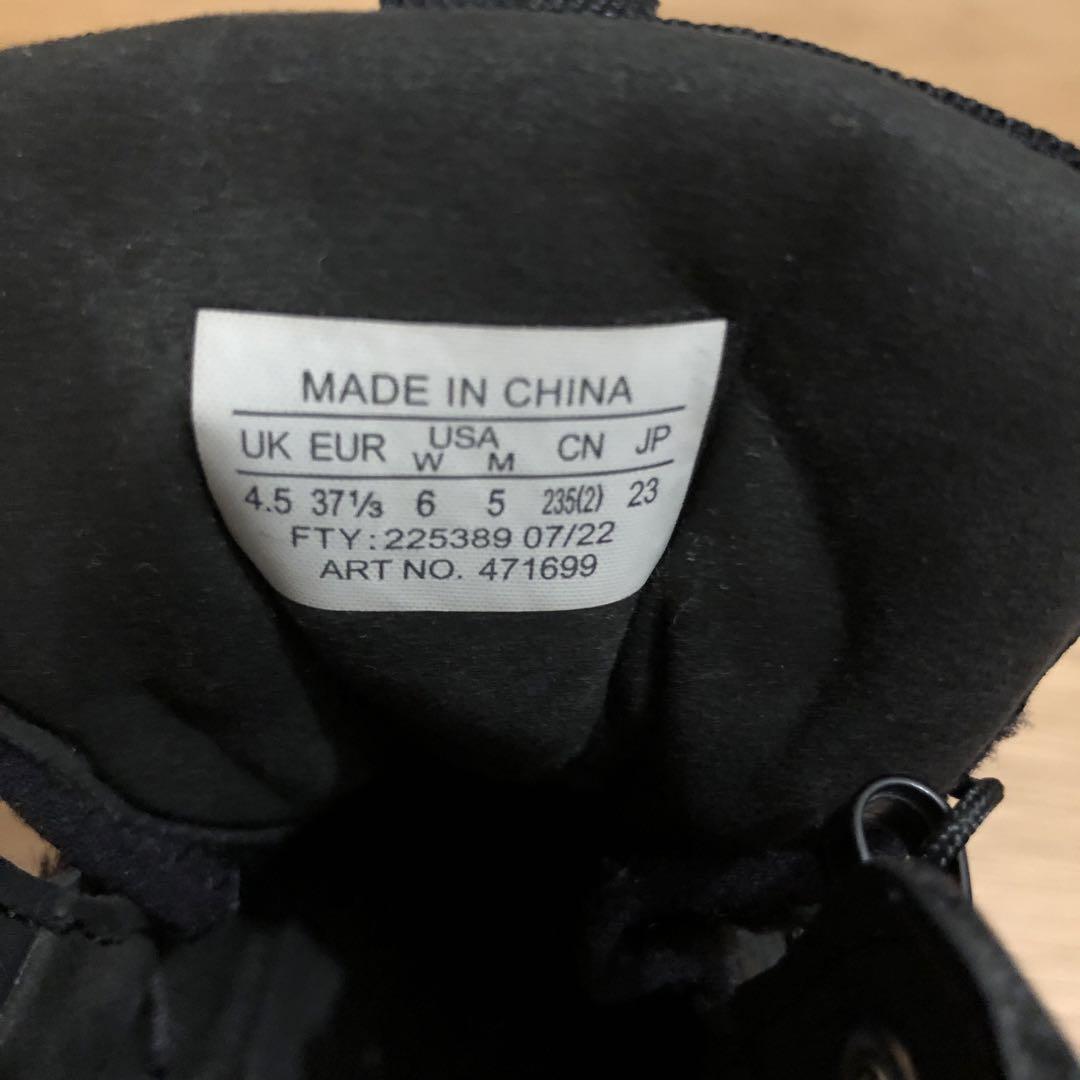 MADE IN CHINA
UK EUR USA CN JP
W M
4.5 37⅓ 6 5 235(2) 23
FTY: 225389 07/22
ART NO. 471699